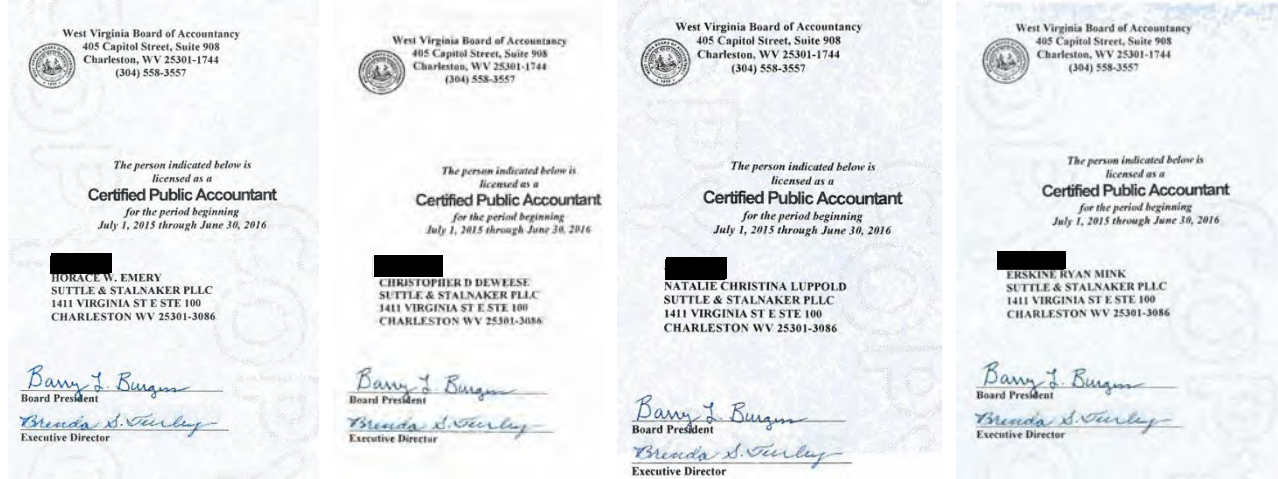 West Virginia Board of Accountancy
405 Capitol Street, Suite 908
Charleston, WV 25301-1744
(304) 558-3557
The person indicated below is
licensed as a
Certified Public Accountant
for the period beginning
July 1, 2015 through June 30, 2016
HORACE W. EMERY
SUTTLE & STALNAKER PLLC
1411 VIRGINIA ST E STE 100
CHARLESTON WV 25301-3086
Barry L. Burgess
Board President
Brenda S. Turley
Executive Director
West Virginia Board of Accountancy
405 Capitol Street, Suite 908
Charleston, WV 25301-1744
(304) 558-3557
The person indicated below is
licensed as a
Certified Public Accountant
for the period beginning
July 1, 2015 through June 30, 2016
CHRISTOPHER D DEWEESE
SUTTLE & STALNAKER PLLC
1411 VIRGINIA ST E STE 100
CHARLESTON WV 25301-3086
Barry L. Burgess
Board President
Brenda S. Turley
Executive Director
West Virginia Board of Accountancy
405 Capitol Street, Suite 908
Charleston, WV 25301-1744
(304) 558-3557
The person indicated below is
licensed as a
Certified Public Accountant
for the period beginning
July 1, 2015 through June 30, 2016
NATALIE CHRISTINA LUPPOLD
SUTTLE & STALNAKER PLLC
1411 VIRGINIA ST E STE 100
CHARLESTON WV 25301-3086
Barry L. Burgess
Board President
Brenda S. Turley
Executive Director
West Virginia Board of Accountancy
405 Capitol Street, Suite 908
Charleston, WV 25301-1744
(304) 558-3557
The person indicated below is
licensed as a
Certified Public Accountant
for the period beginning
July 1, 2015 through June 30, 2016
ERSKINE RYAN MINK
SUTTLE & STALNAKER PLLC
1411 VIRGINIA ST E STE 100
CHARLESTON WV 25301-3086
Barry L. Burgess
Board President
Brenda S. Turley
Executive Director